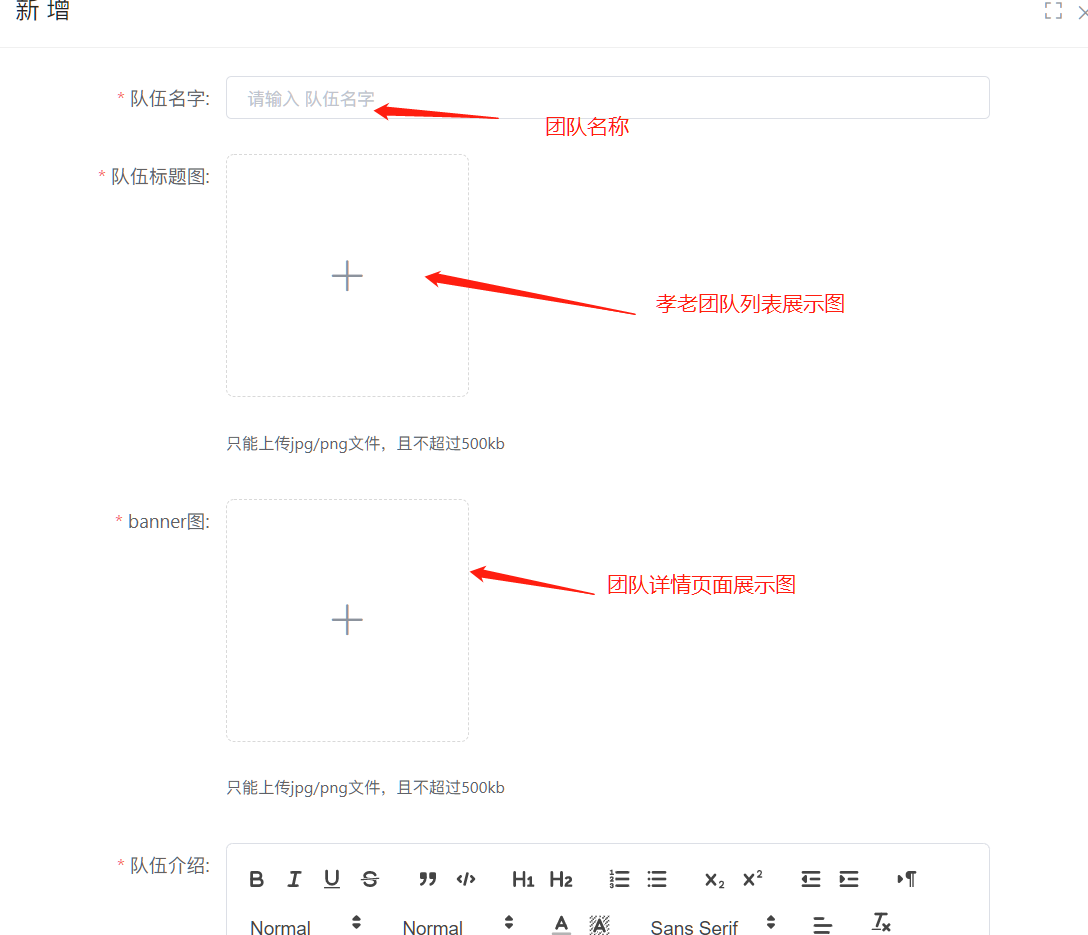 新 增
* 队伍名字:
请输入 队伍名字
团队名称
* 队伍标题图:
孝老团队列表展示图
只能上传jpg/png文件，且不超过500kb
* banner图:
团队详情页面展示图
只能上传jpg/png文件，且不超过500kb
* 队伍介绍:
B I U S ” </> H1 H2 X₂ X²
Normal Normal A A Sans Serif Tx